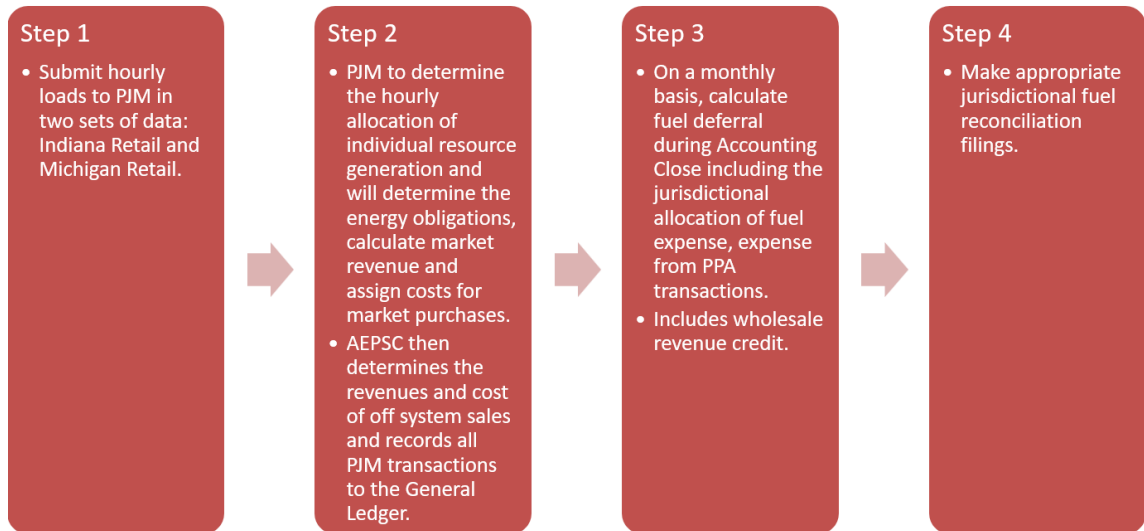 Step 1
• Submit hourly
loads to PJM in
two sets of data:
Indiana Retail and
Michigan Retail.
Step 2
• PJM to determine
the hourly
allocation of
individual resource
generation and
will determine the
energy obligations,
calculate market
revenue and
assign costs for
market purchases.
• AEPSC then
determines the
revenues and cost
of off system sales
and records all
PJM transactions
to the General
Ledger.
Step 3
• On a monthly
basis, calculate
fuel deferral
during Accounting
Close including the
jurisdictional
allocation of fuel
expense, expense
from PPA
transactions.
• Includes wholesale
revenue credit.
Step 4
• Make appropriate
jurisdictional fuel
reconciliation
filings.